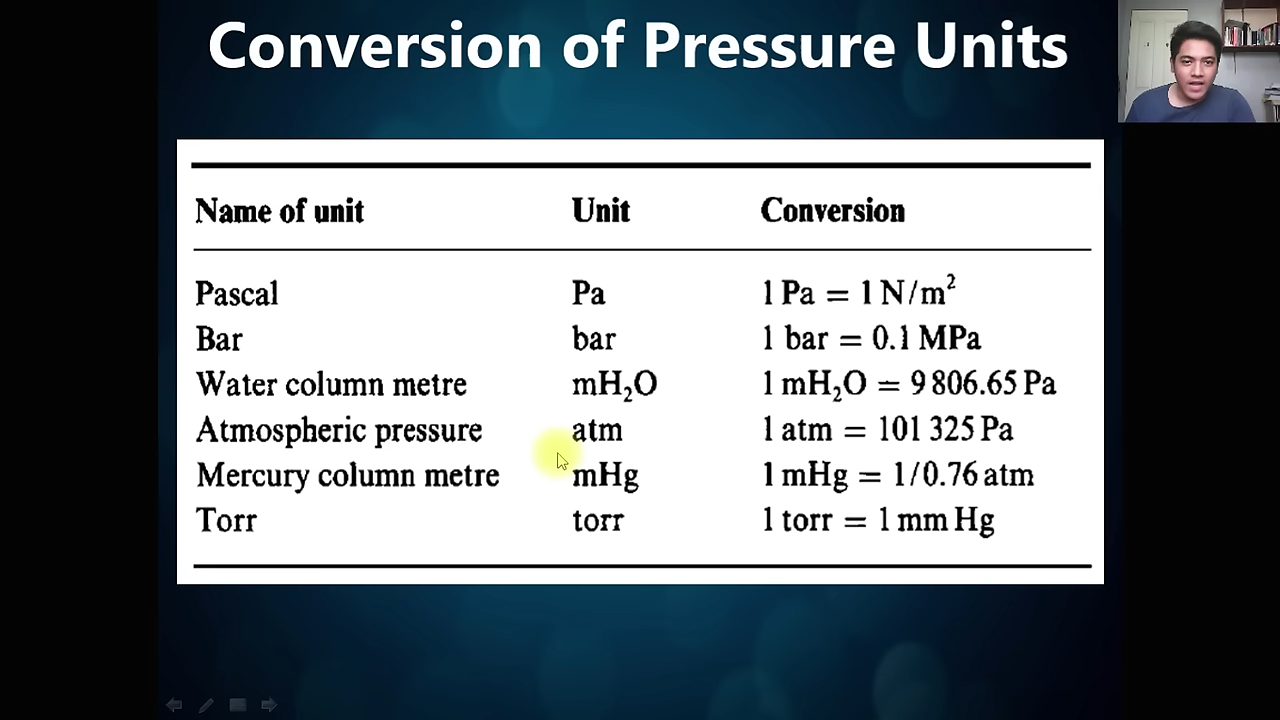 Conversion of Pressure Units
Name of unit Unit Conversion
Pascal Pa 1 Pa = 1 N/m²
Bar bar 1 bar = 0.1 MPa
Water column metre mH₂O 1 mH₂O = 9 806.65 Pa
Atmospheric pressure atm 1 atm = 101 325 Pa
Mercury column metre mHg 1 mHg = 1/0.76 atm
Torr torr 1 torr = 1 mm Hg